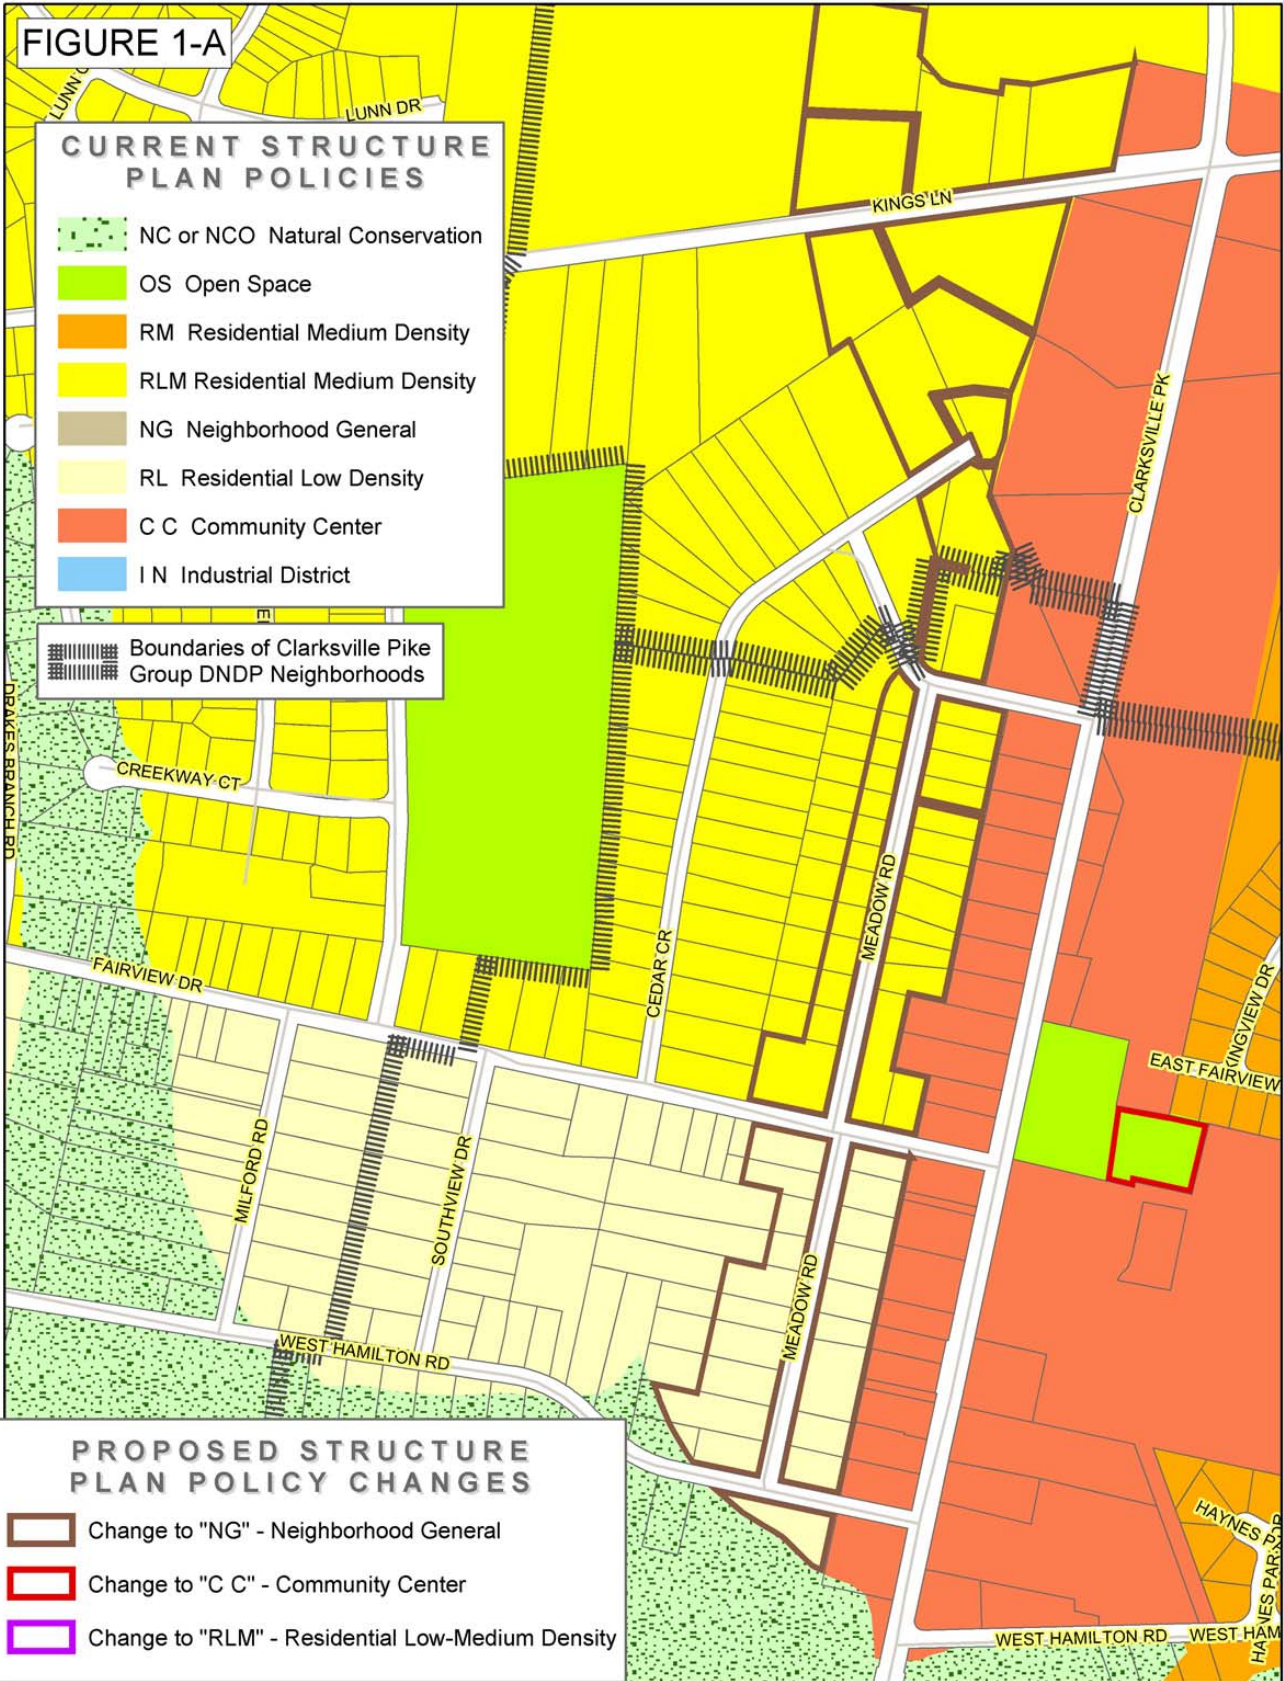 FIGURE 1-A
LUNN DR
CURRENT STRUCTURE
PLAN POLICIES
NC or NCO Natural Conservation
OS Open Space
RM Residential Medium Density
RLM Residential Medium Density
NG Neighborhood General
RL Residential Low Density
C C Community Center
I N Industrial District
Boundaries of Clarksville Pike
Group DNDP Neighborhoods
KINGS LN
CLARKSVILLE PK
DRAKES BRANCH RD
CREEKWAY CT
FAIRVIEW DR
CEDAR CR
MEADOW RD
KINGVIEW DR
EAST FAIRVIEW
MILFORD RD
SOUTHVIEW DR
MEADOW RD
WEST HAMILTON RD
PROPOSED STRUCTURE
PLAN POLICY CHANGES
Change to "NG" - Neighborhood General
Change to "C C" - Community Center
Change to "RLM" - Residential Low-Medium Density
HAYNES
WEST HAMILTON RD
WEST HAM